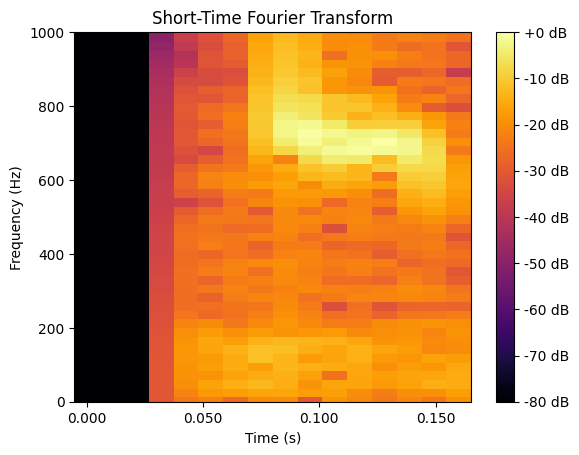 Short-Time Fourier Transform
1000
800
600
400
200
0
Frequency (Hz)
0.000
0.050
0.100
0.150
Time (s)
+0 dB
-10 dB
-20 dB
-30 dB
-40 dB
-50 dB
-60 dB
-70 dB
-80 dB